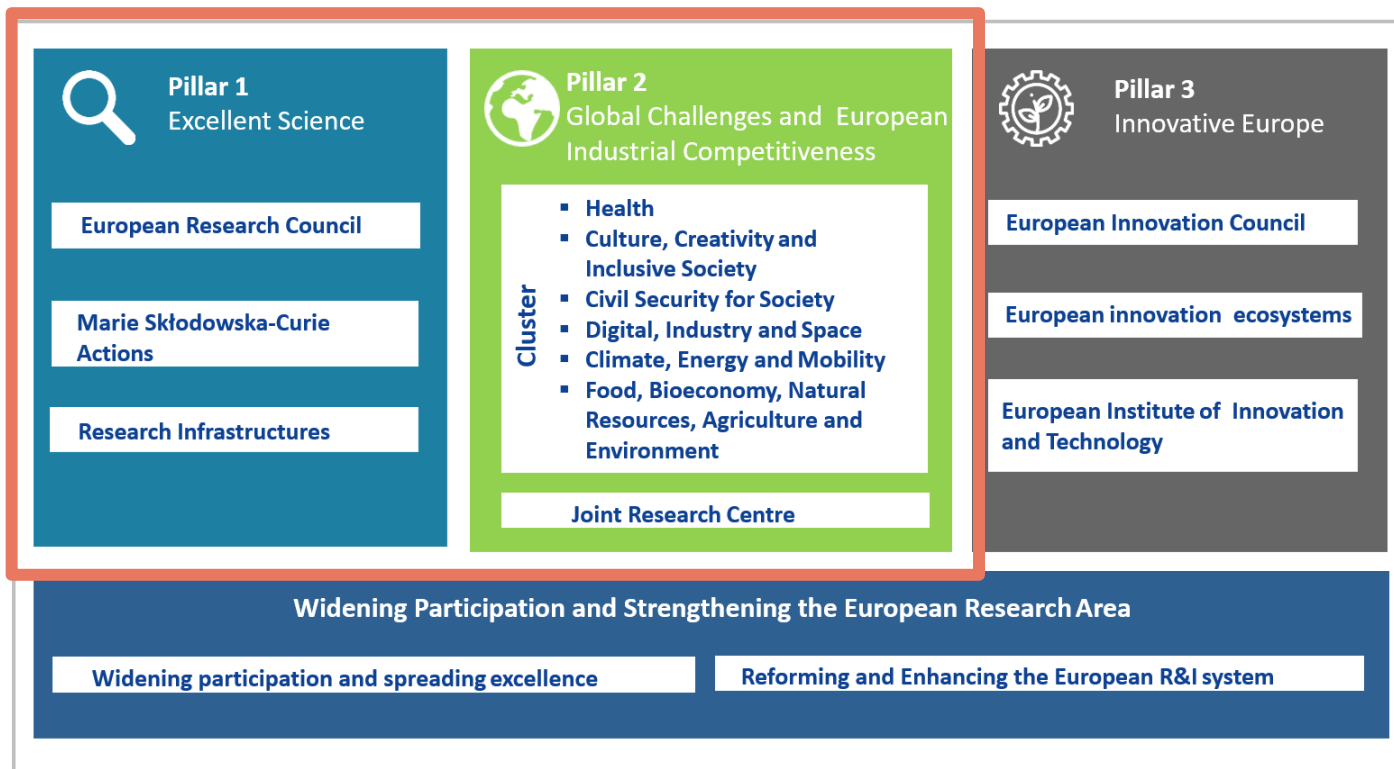 Pillar 1
Excellent Science
European Research Council
Marie Skłodowska-Curie
Actions
Research Infrastructures
Pillar 2
Global Challenges and European
Industrial Competitiveness
Cluster
▪ Health
▪ Culture, Creativity and
Inclusive Society
▪ Civil Security for Society
▪ Digital, Industry and Space
▪ Climate, Energy and Mobility
▪ Food, Bioeconomy, Natural
Resources, Agriculture and
Environment
Joint Research Centre
Pillar 3
Innovative Europe
European Innovation Council
European innovation ecosystems
European Institute of Innovation
and Technology
Widening Participation and Strengthening the European Research Area
Widening participation and spreading excellence
Reforming and Enhancing the European R&I system